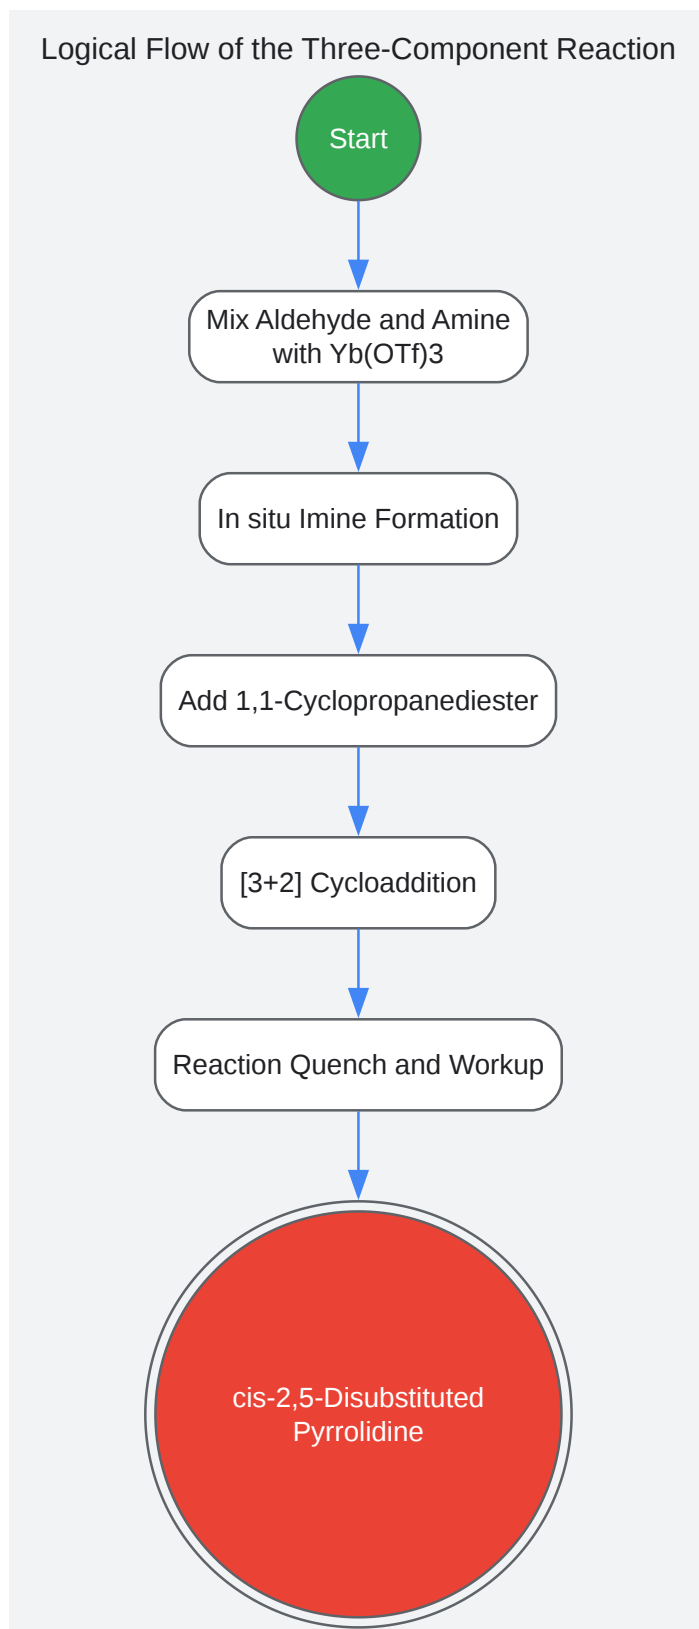 Logical Flow of the Three-Component Reaction
Start
Mix Aldehyde and Amine
with Yb(OTf)3
In situ Imine Formation
Add 1,1-Cyclopropanediester
[3+2] Cycloaddition
Reaction Quench and Workup
cis-2,5-Disubstituted
Pyrrolidine